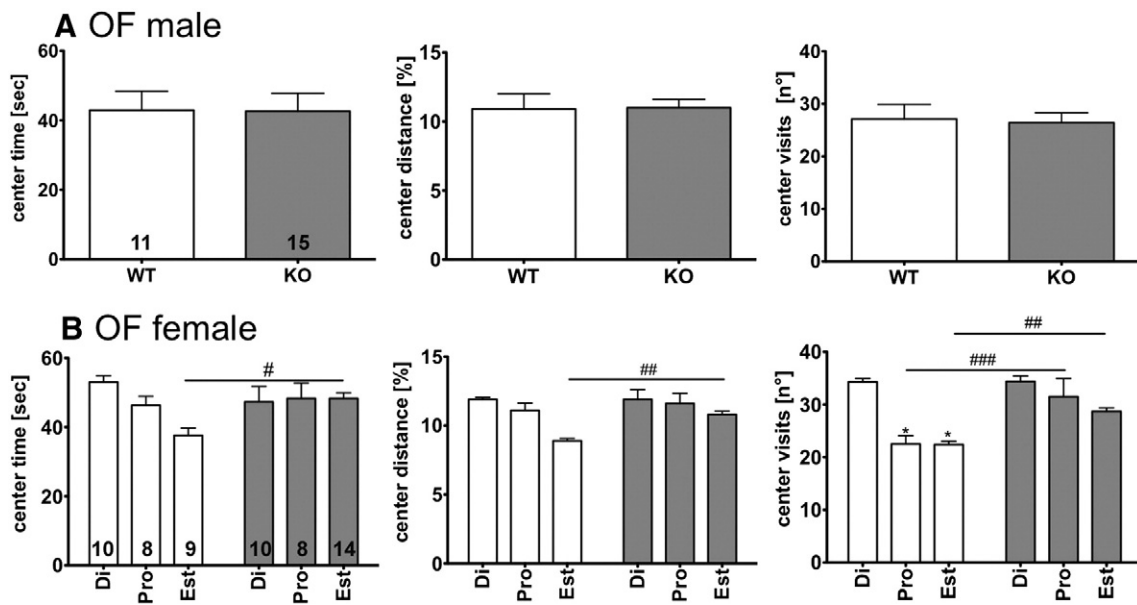 A OF male
center time [sec]
60
40
20
0
11
15
WT
KO
center distance [%]
15
10
5
0
WT
KO
center visits [n°]
40
30
20
10
0
WT
KO
B OF female
center time [sec]
60
40
20
0
#
10
8
9
10
8
14
Di
Pro
Est
Di
Pro
Est
center distance [%]
15
10
5
0
##
Di
Pro
Est
Di
Pro
Est
center visits [n°]
40
30
20
10
0
##
###
*
*
Di
Pro
Est
Di
Pro
Est